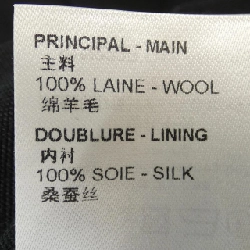 PRINCIPAL - MAIN
主料
100% LAINE - WOOL
绵羊毛
DOUBLURE - LINING
内衬
100% SOIE - SILK
桑蚕丝